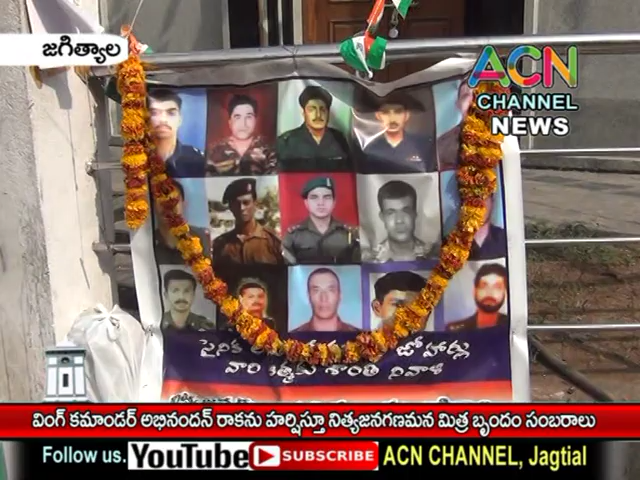 జగిత్యాల
ACN
CHANNEL
NEWS
సైనిక జోహార్లు
వారి శాంతి నివాళి
వింగ్ కమాండర్ అభినందన్ రాకను హర్షిస్తూ నిత్యజనగణమన మిత్ర బృందం సంబరాలు
Follow us. YouTube SUBSCRIBE ACN CHANNEL, Jagtial